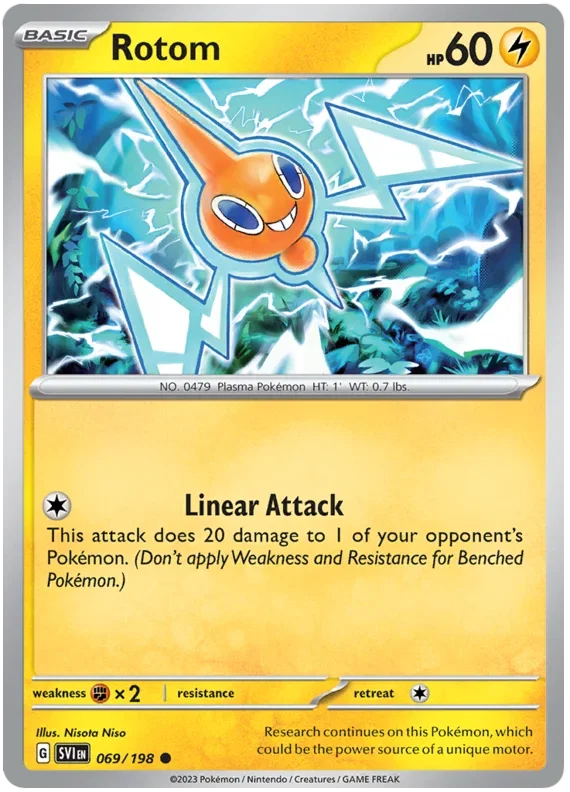 BASIC
Rotom
HP60
NO. 0479 Plasma Pokémon HT: 1' WT: 0.7 lbs.
Linear Attack
This attack does 20 damage to 1 of your opponent's
Pokémon. (Don't apply Weakness and Resistance for Benched
Pokémon.)
weakness ×2 resistance retreat
Illus. Nisota Niso
Research continues on this Pokémon, which
could be the power source of a unique motor.
G SVI EN 069/198
©2023 Pokémon / Nintendo / Creatures / GAME FREAK